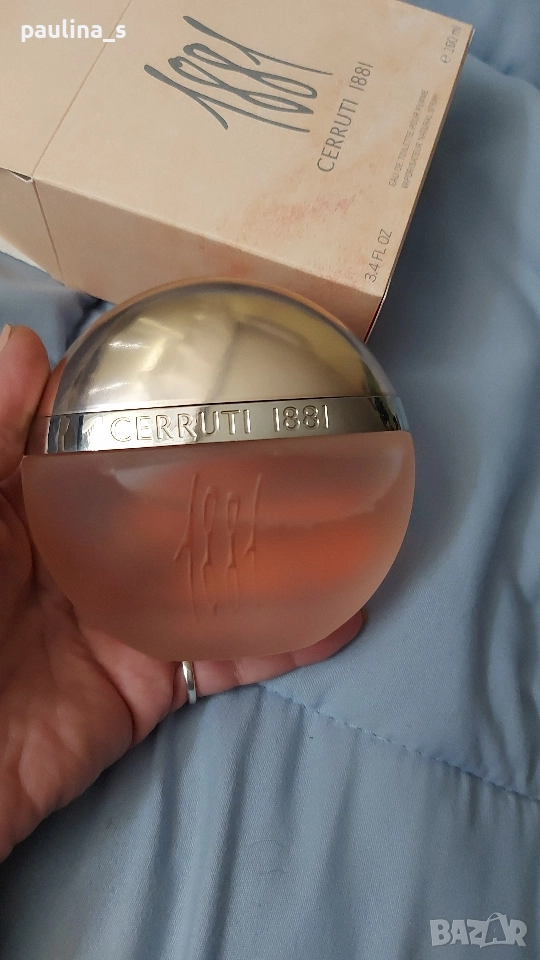 paulina_s
1881
CERRUTI 1881
EAU DE TOILETTE POUR FEMME
VAPORISATEUR NATURAL SPRAY
e 100 ml
3.4 FL OZ
CERRUTI 1881
1881
BAZAR